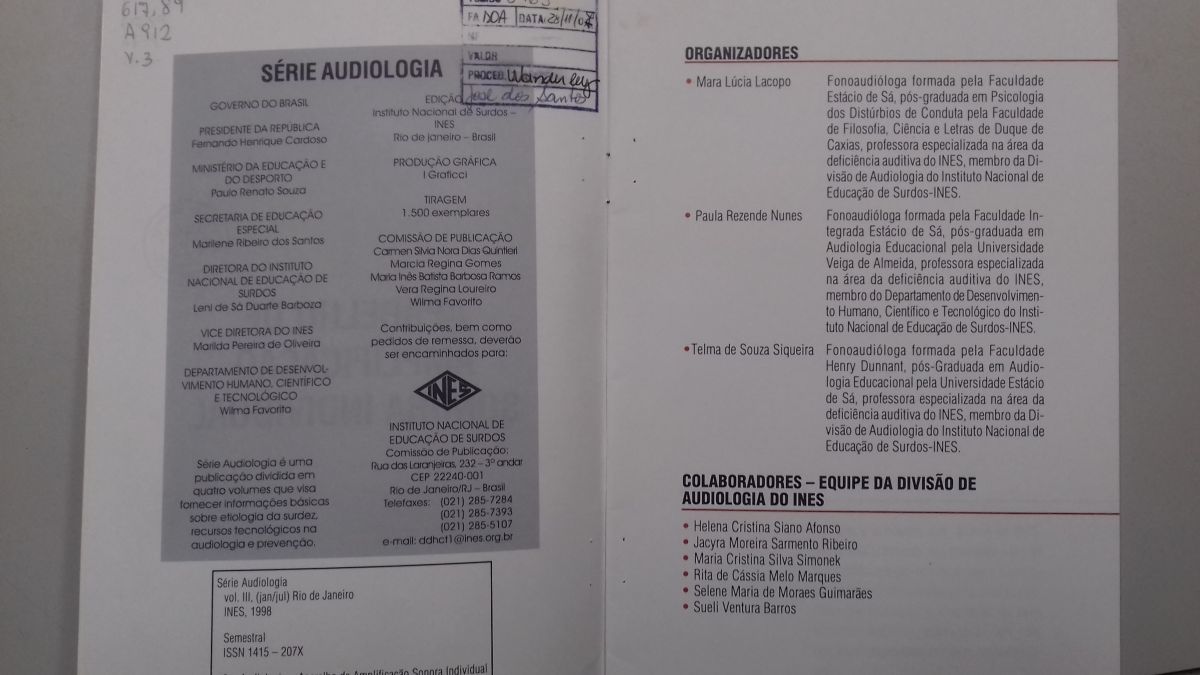 617,89
A912
V.3
FA DOA DATA: 28/11/07
NF
VALOR
PROCED. Wanderley
José dos Santos
SÉRIE AUDIOLOGIA
GOVERNO DO BRASIL
PRESIDENTE DA REPÚBLICA
Fernando Henrique Cardoso
MINISTÉRIO DA EDUCAÇÃO E
DO DESPORTO
Paulo Renato Souza
SECRETARIA DE EDUCAÇÃO
ESPECIAL
Marilene Ribeiro dos Santos
DIRETORA DO INSTITUTO
NACIONAL DE EDUCAÇÃO DE
SURDOS
Leni de Sá Duarte Barboza
VICE DIRETORA DO INES
Marilda Pereira de Oliveira
DEPARTAMENTO DE DESENVOL-
VIMENTO HUMANO, CIENTÍFICO
E TECNOLÓGICO
Wilma Favorito
Série Audiologia é uma
publicação dividida em
quatro volumes que visa
fornecer informações básicas
sobre etiologia da surdez,
recursos tecnológicos na
audiologia e prevenção.
EDIÇÃO
Instituto Nacional de Surdos –
INES
Rio de janeiro – Brasil
PRODUÇÃO GRÁFICA
I Graficci
TIRAGEM
1.500 exemplares
COMISSÃO DE PUBLICAÇÃO
Carmen Silvia Nora Dias Quintieri
Marcia Regina Gomes
Maria Inês Batista Barbosa Ramos
Vera Regina Loureiro
Wilma Favorito
Contribuições, bem como
pedidos de remessa, deverão
ser encaminhados para:
INES
INSTITUTO NACIONAL DE
EDUCAÇÃO DE SURDOS
Comissão de Publicação:
Rua das Laranjeiras, 232 – 3º andar
CEP 22240-001
Rio de Janeiro/RJ – Brasil
Telefaxes: (021) 285-7284
(021) 285-7393
(021) 285-5107
e-mail: ddhct1@ines.org.br
Série Audiologia
vol. III, (jan/jul) Rio de Janeiro
INES, 1998
Semestral
ISSN 1415 – 207X
Aparelho de Amplificação Sonora Individual
ORGANIZADORES
• Mara Lúcia Lacopo
Fonoaudióloga formada pela Faculdade
Estácio de Sá, pós-graduada em Psicologia
dos Distúrbios de Conduta pela Faculdade
de Filosofia, Ciência e Letras de Duque de
Caxias, professora especializada na área da
deficiência auditiva do INES, membro da Di-
visão de Audiologia do Instituto Nacional de
Educação de Surdos-INES.
• Paula Rezende Nunes
Fonoaudióloga formada pela Faculdade In-
tegrada Estácio de Sá, pós-graduada em
Audiologia Educacional pela Universidade
Veiga de Almeida, professora especializada
na área da deficiência auditiva do INES,
membro do Departamento de Desenvolvimen-
to Humano, Científico e Tecnológico do Insti-
tuto Nacional de Educação de Surdos-INES.
• Telma de Souza Siqueira
Fonoaudióloga formada pela Faculdade
Henry Dunnant, pós-Graduada em Audio-
logia Educacional pela Universidade Estácio
de Sá, professora especializada na área da
deficiência auditiva do INES, membro da Di-
visão de Audiologia do Instituto Nacional de
Educação de Surdos-INES.
COLABORADORES – EQUIPE DA DIVISÃO DE
AUDIOLOGIA DO INES
• Helena Cristina Siano Afonso
• Jacyra Moreira Sarmento Ribeiro
• Maria Cristina Silva Simonek
• Rita de Cássia Melo Marques
• Selene Maria de Moraes Guimarães
• Sueli Ventura Barros